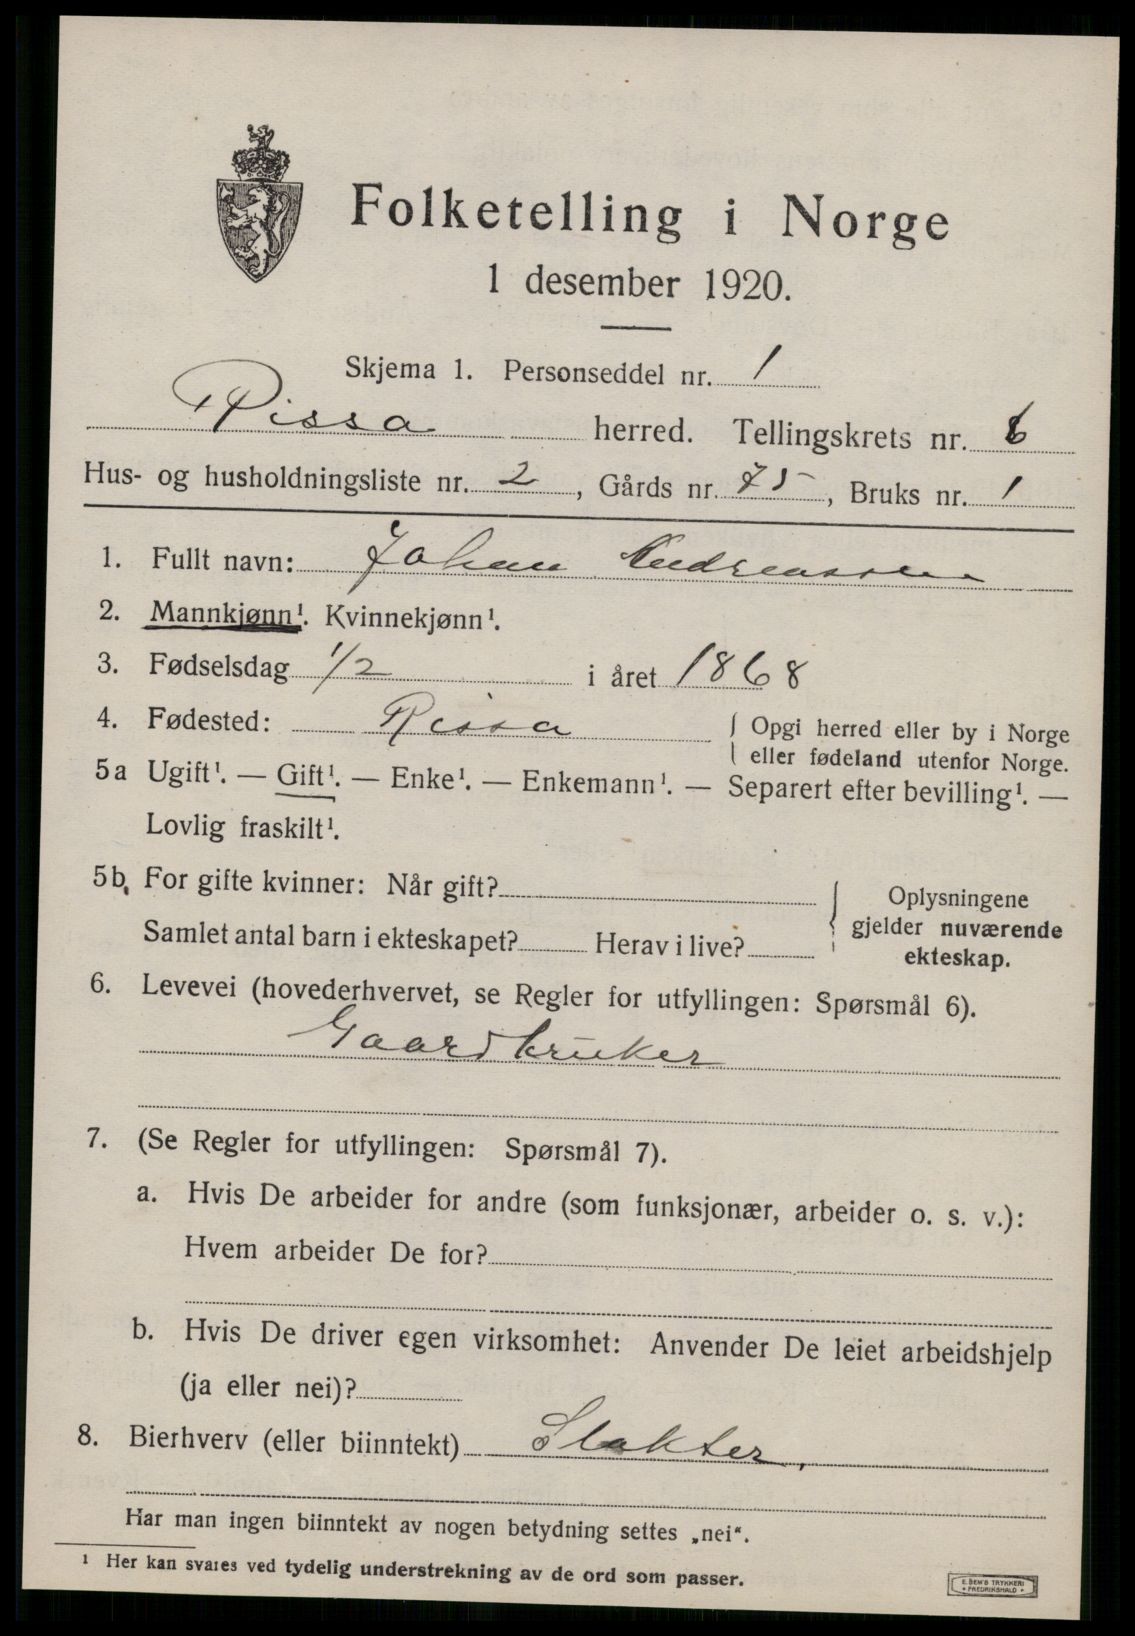 Folketelling i Norge
1 desember 1920.
Skjema 1. Personseddel nr. 1
Rissa herred. Tellingskrets nr. 6
Hus- og husholdningsliste nr. 2, Gårds nr. 75, Bruks nr. 1
1. Fullt navn: Johan Andreassen
2. Mannkjønn¹. Kvinnekjønn¹.
3. Fødselsdag 1/2 i året 1868
4. Fødested: Rissa { Opgi herred eller by i Norge
eller fødeland utenfor Norge.
5a Ugift¹. — Gift¹. — Enke¹. — Enkemann¹. — Separert efter bevilling¹. —
Lovlig fraskilt¹.
5b. For gifte kvinner: Når gift?
Samlet antal barn i ekteskapet? Herav i live?
Oplysningene
gjelder nuværende
ekteskap.
6. Levevei (hovederhvervet, se Regler for utfyllingen: Spørsmål 6).
Gaardbruker
7. (Se Regler for utfyllingen: Spørsmål 7).
a. Hvis De arbeider for andre (som funksjonær, arbeider o. s. v.):
Hvem arbeider De for?
b. Hvis De driver egen virksomhet: Anvender De leiet arbeidshjelp
(ja eller nei)?
8. Bierhverv (eller biinntekt) Slakter,
Har man ingen biinntekt av nogen betydning settes „nei“.
¹ Her kan svares ved tydelig understrekning av de ord som passer.
E. SEM'S TRYKKERI
• FREDRIKSHALD •